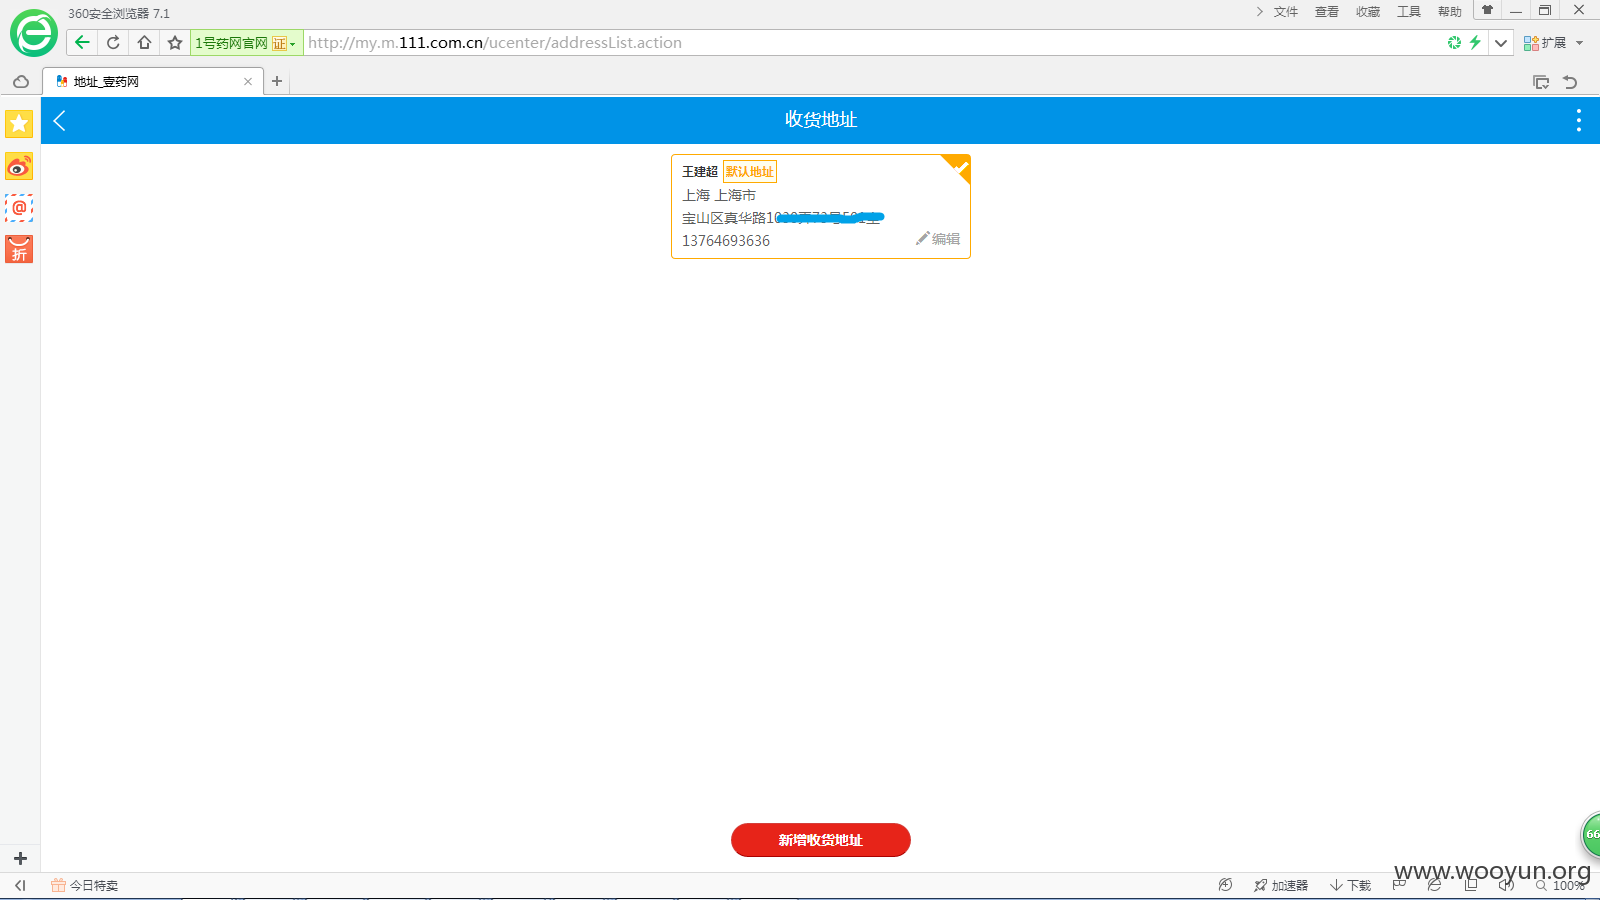 360安全浏览器 7.1
文件 查看 收藏 工具 帮助
1号药网官网 证 http://my.m.111.com.cn/ucenter/addressList.action 扩展
地址_壹药网
收货地址
王建超 默认地址
上海 上海市
宝山区真华路
13764693636 编辑
@
折
新增收货地址
66
www.wooyun.org
今日特卖 加速器 下载 100%